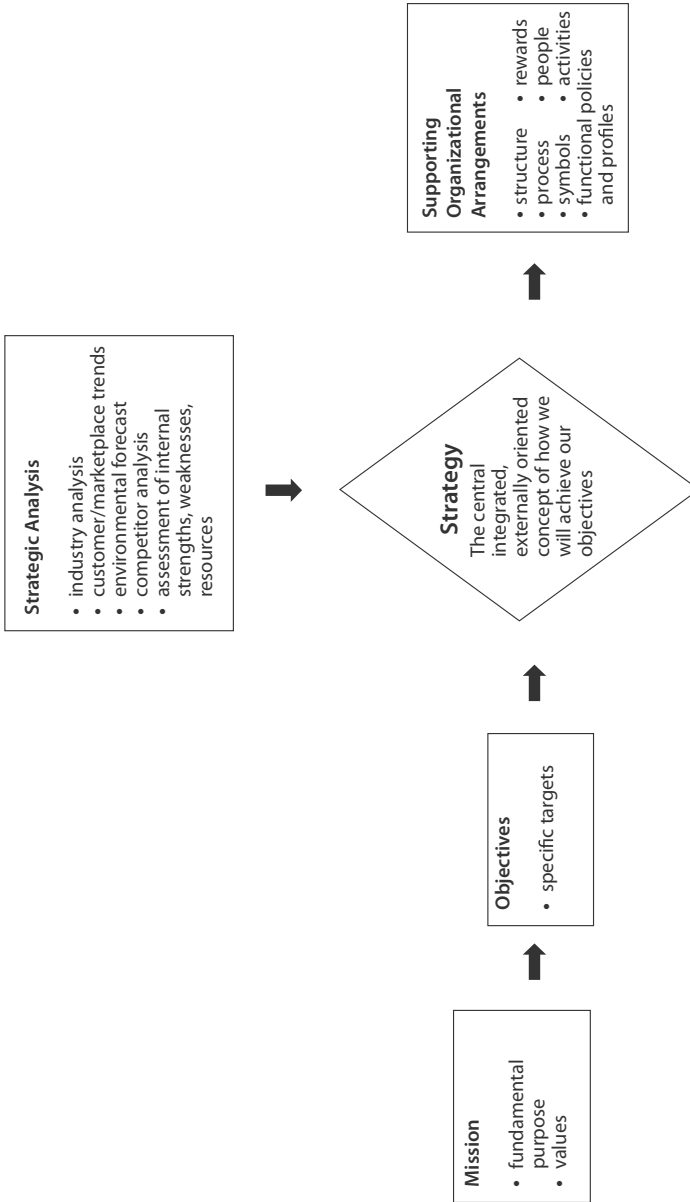 Strategic Analysis
• industry analysis
• customer/marketplace trends
• environmental forecast
• competitor analysis
• assessment of internal
strengths, weaknesses,
resources
Mission
• fundamental
purpose
• values
Objectives
• specific targets
Strategy
The central
integrated,
externally oriented
concept of how we
will achieve our
objectives
Supporting
Organizational
Arrangements
• structure • rewards
• process • people
• symbols • activities
• functional policies
and profiles